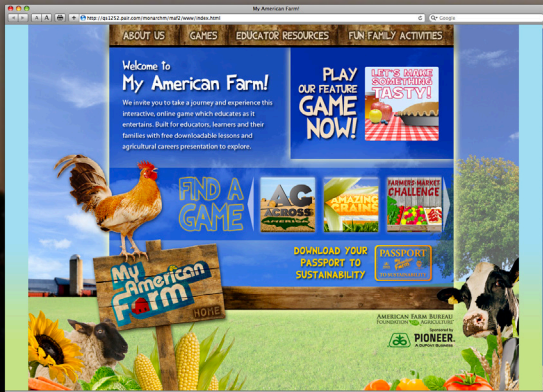 My American Farm!
http://qs1252.pair.com/monarchm/maf2/www/index.html
Google
ABOUT US
GAMES
EDUCATOR RESOURCES
FUN FAMILY ACTIVITIES
Welcome to
My American Farm!
We invite you to take a journey and experience this
interactive, online game which educates as it
entertains. Built for educators, learners and their
families with free downloadable lessons and
agricultural careers presentation to explore.
PLAY
OUR FEATURE
GAME
NOW!
LET'S MAKE
SOMETHING
TASTY!
FIND A
GAME
AG
ACROSS
AMERICA
AMAZING
GRAINS
FARMERS MARKET
CHALLENGE
DOWNLOAD YOUR
PASSPORT TO
SUSTAINABILITY
PASSPORT
TO SUSTAINABILITY
My
American
Farm
HOME
AMERICAN FARM BUREAU
FOUNDATION AGRICULTURE
Sponsored by
PIONEER.
A DUPONT BUSINESS